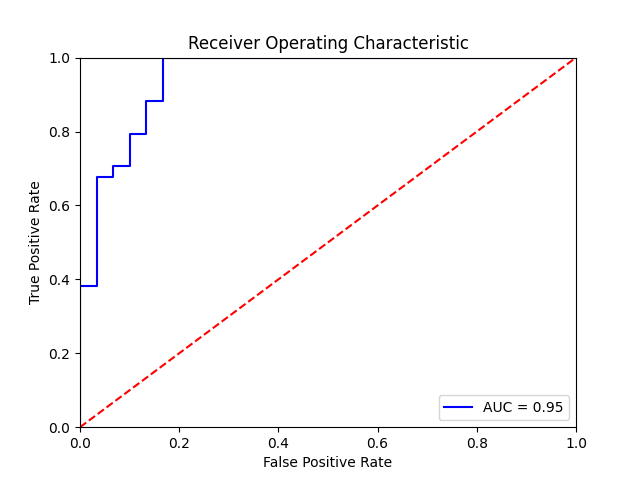 Receiver Operating Characteristic
1.0
0.8
0.6
0.4
0.2
0.0
True Positive Rate
AUC = 0.95
0.0 0.2 0.4 0.6 0.8 1.0
False Positive Rate